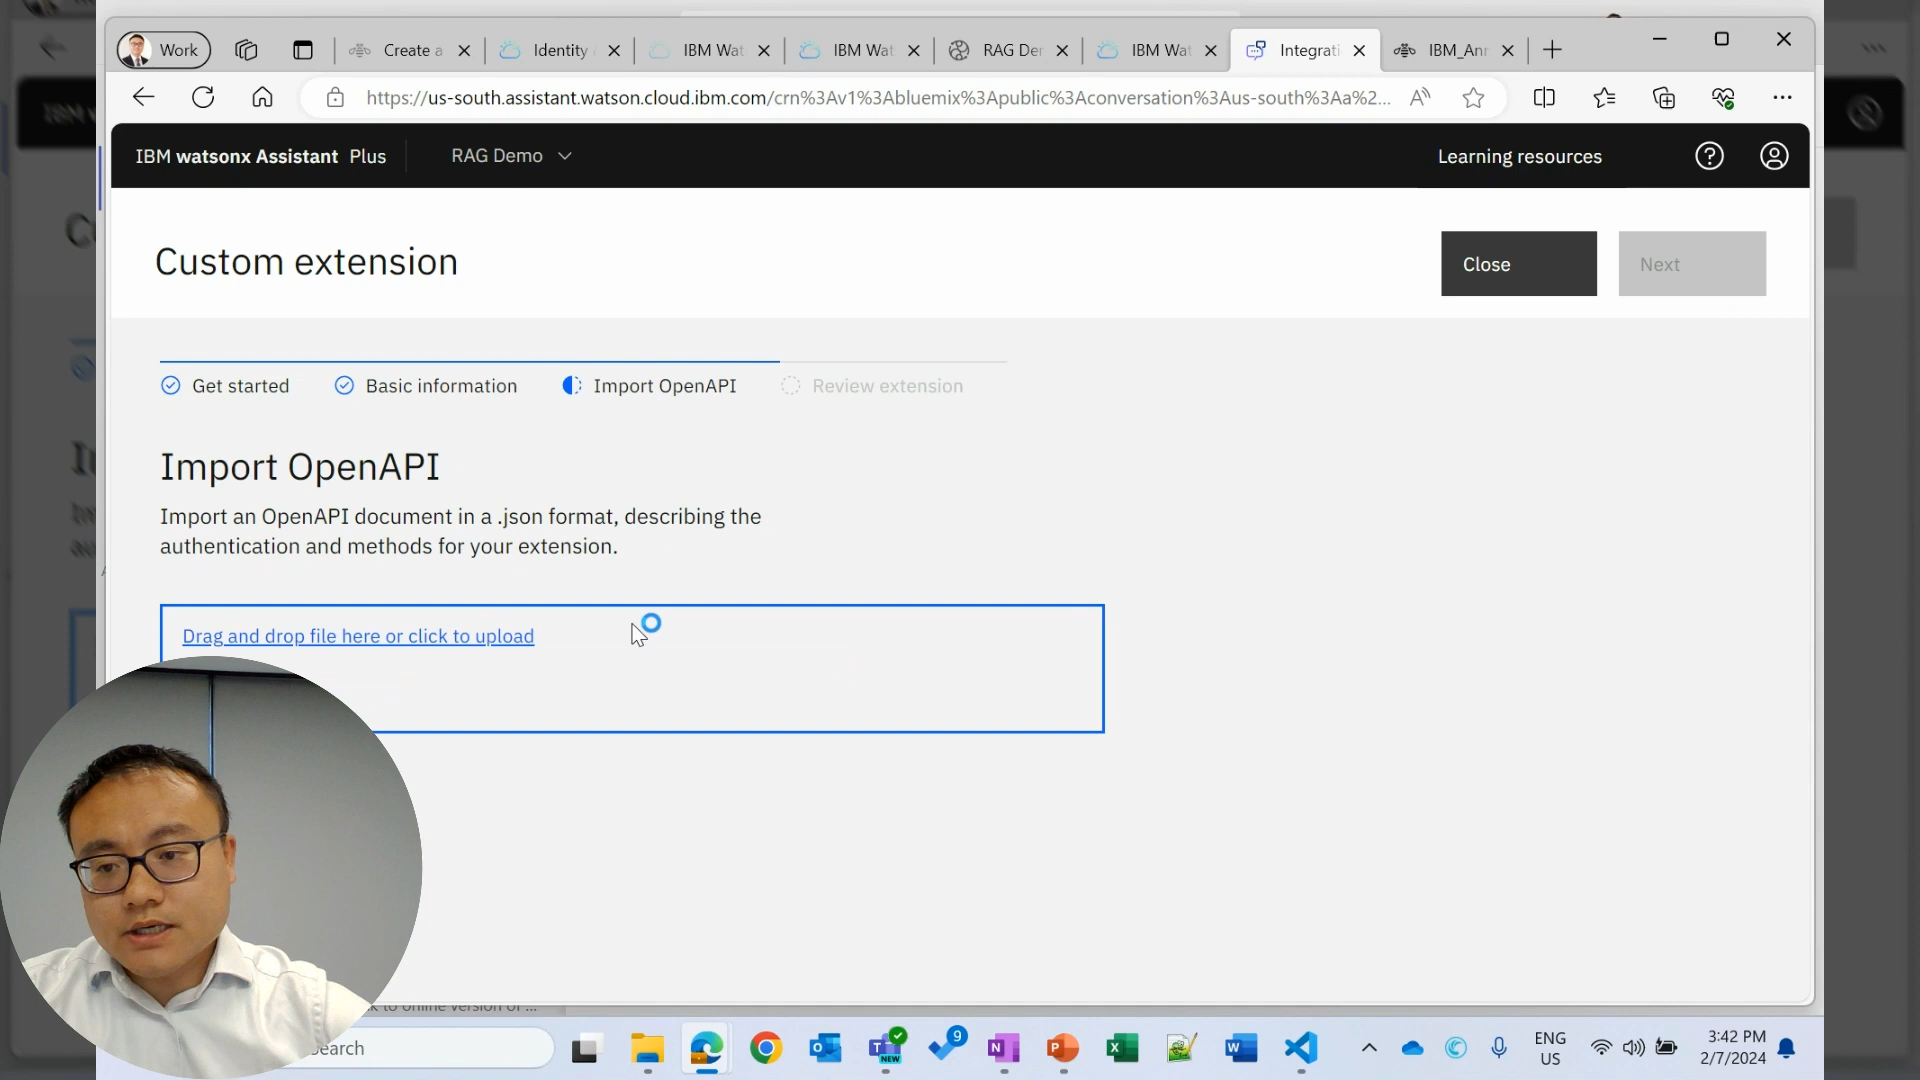 Work
Create a
Identity
IBM Wat
IBM Wat
RAG Der
IBM Wat
Integrati
IBM_Anr
https://us-south.assistant.watson.cloud.ibm.com/crn%3Av1%3Abluemix%3Apublic%3Aconversation%3Aus-south%3Aa%2...
IBM watsonx Assistant Plus
RAG Demo
Learning resources
Custom extension
Close
Next
Get started
Basic information
Import OpenAPI
Review extension
Import OpenAPI
Import an OpenAPI document in a .json format, describing the
authentication and methods for your extension.
Drag and drop file here or click to upload
NEW
9
ENG
US
3:42 PM
2/7/2024